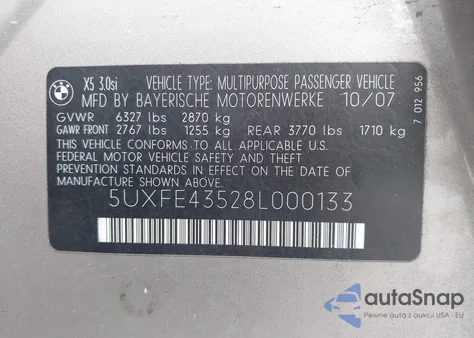 BMW
X5 3.0si
VEHICLE TYPE: MULTIPURPOSE PASSENGER VEHICLE
MFD BY BAYERISCHE MOTORENWERKE 10/07
GVWR 6327 lbs 2870 kg
GAWR FRONT 2767 lbs 1255 kg REAR 3770 lbs 1710 kg
THIS VEHICLE CONFORMS TO ALL APPLICABLE
FEDERAL MOTOR VEHICLE SAFETY AND THEFT
PREVENTION STANDARDS IN EFFECT ON THE DATE
OF MANUFACTURE SHOWN ABOVE
5UXFE43528L000133
7 012 956
autoSnap
Pewne auta z aukcji USA i EU